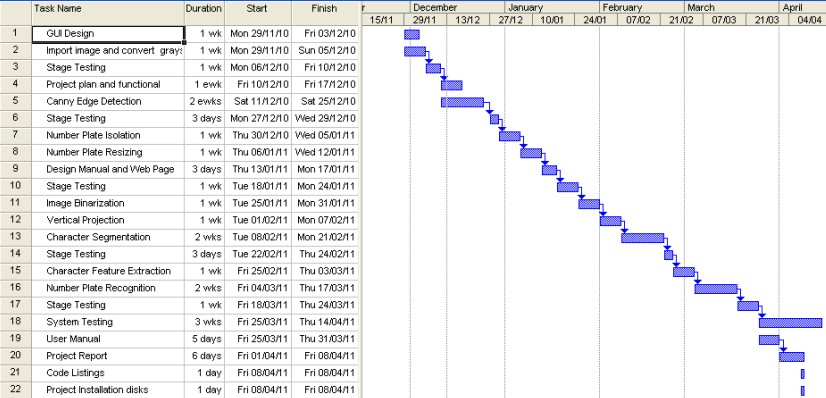 Task Name Duration Start Finish r December January February March April
15/11 29/11 13/12 27/12 10/01 24/01 07/02 21/02 07/03 21/03 04/04
1 GUI Design 1 wk Mon 29/11/10 Fri 03/12/10
2 Import image and convert grays 1 wk Mon 29/11/10 Sun 05/12/10
3 Stage Testing 1 wk Mon 06/12/10 Fri 10/12/10
4 Project plan and functional 1 ewk Fri 10/12/10 Fri 17/12/10
5 Canny Edge Detection 2 ewks Sat 11/12/10 Sat 25/12/10
6 Stage Testing 3 days Mon 27/12/10 Wed 29/12/10
7 Number Plate Isolation 1 wk Thu 30/12/10 Wed 05/01/11
8 Number Plate Resizing 1 wk Thu 06/01/11 Wed 12/01/11
9 Design Manual and Web Page 3 days Thu 13/01/11 Mon 17/01/11
10 Stage Testing 1 wk Tue 18/01/11 Mon 24/01/11
11 Image Binarization 1 wk Tue 25/01/11 Mon 31/01/11
12 Vertical Projection 1 wk Tue 01/02/11 Mon 07/02/11
13 Character Segmentation 2 wks Tue 08/02/11 Mon 21/02/11
14 Stage Testing 3 days Tue 22/02/11 Thu 24/02/11
15 Character Feature Extraction 1 wk Fri 25/02/11 Thu 03/03/11
16 Number Plate Recognition 2 wks Fri 04/03/11 Thu 17/03/11
17 Stage Testing 1 wk Fri 18/03/11 Thu 24/03/11
18 System Testing 3 wks Fri 25/03/11 Thu 14/04/11
19 User Manual 5 days Fri 25/03/11 Thu 31/03/11
20 Project Report 6 days Fri 01/04/11 Fri 08/04/11
21 Code Listings 1 day Fri 08/04/11 Fri 08/04/11
22 Project Installation disks 1 day Fri 08/04/11 Fri 08/04/11